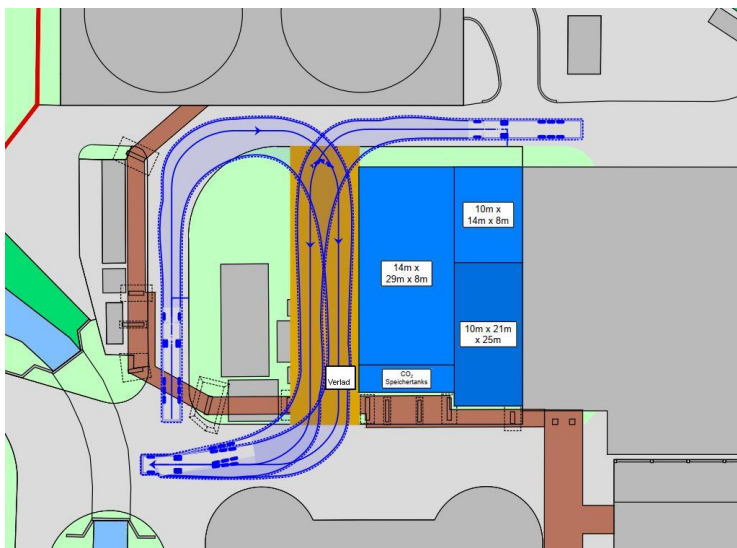 10m x
14m x 8m
14m x
29m x 8m
10m x 21m
x 25m
CO₂
Speichertanks
Verlad